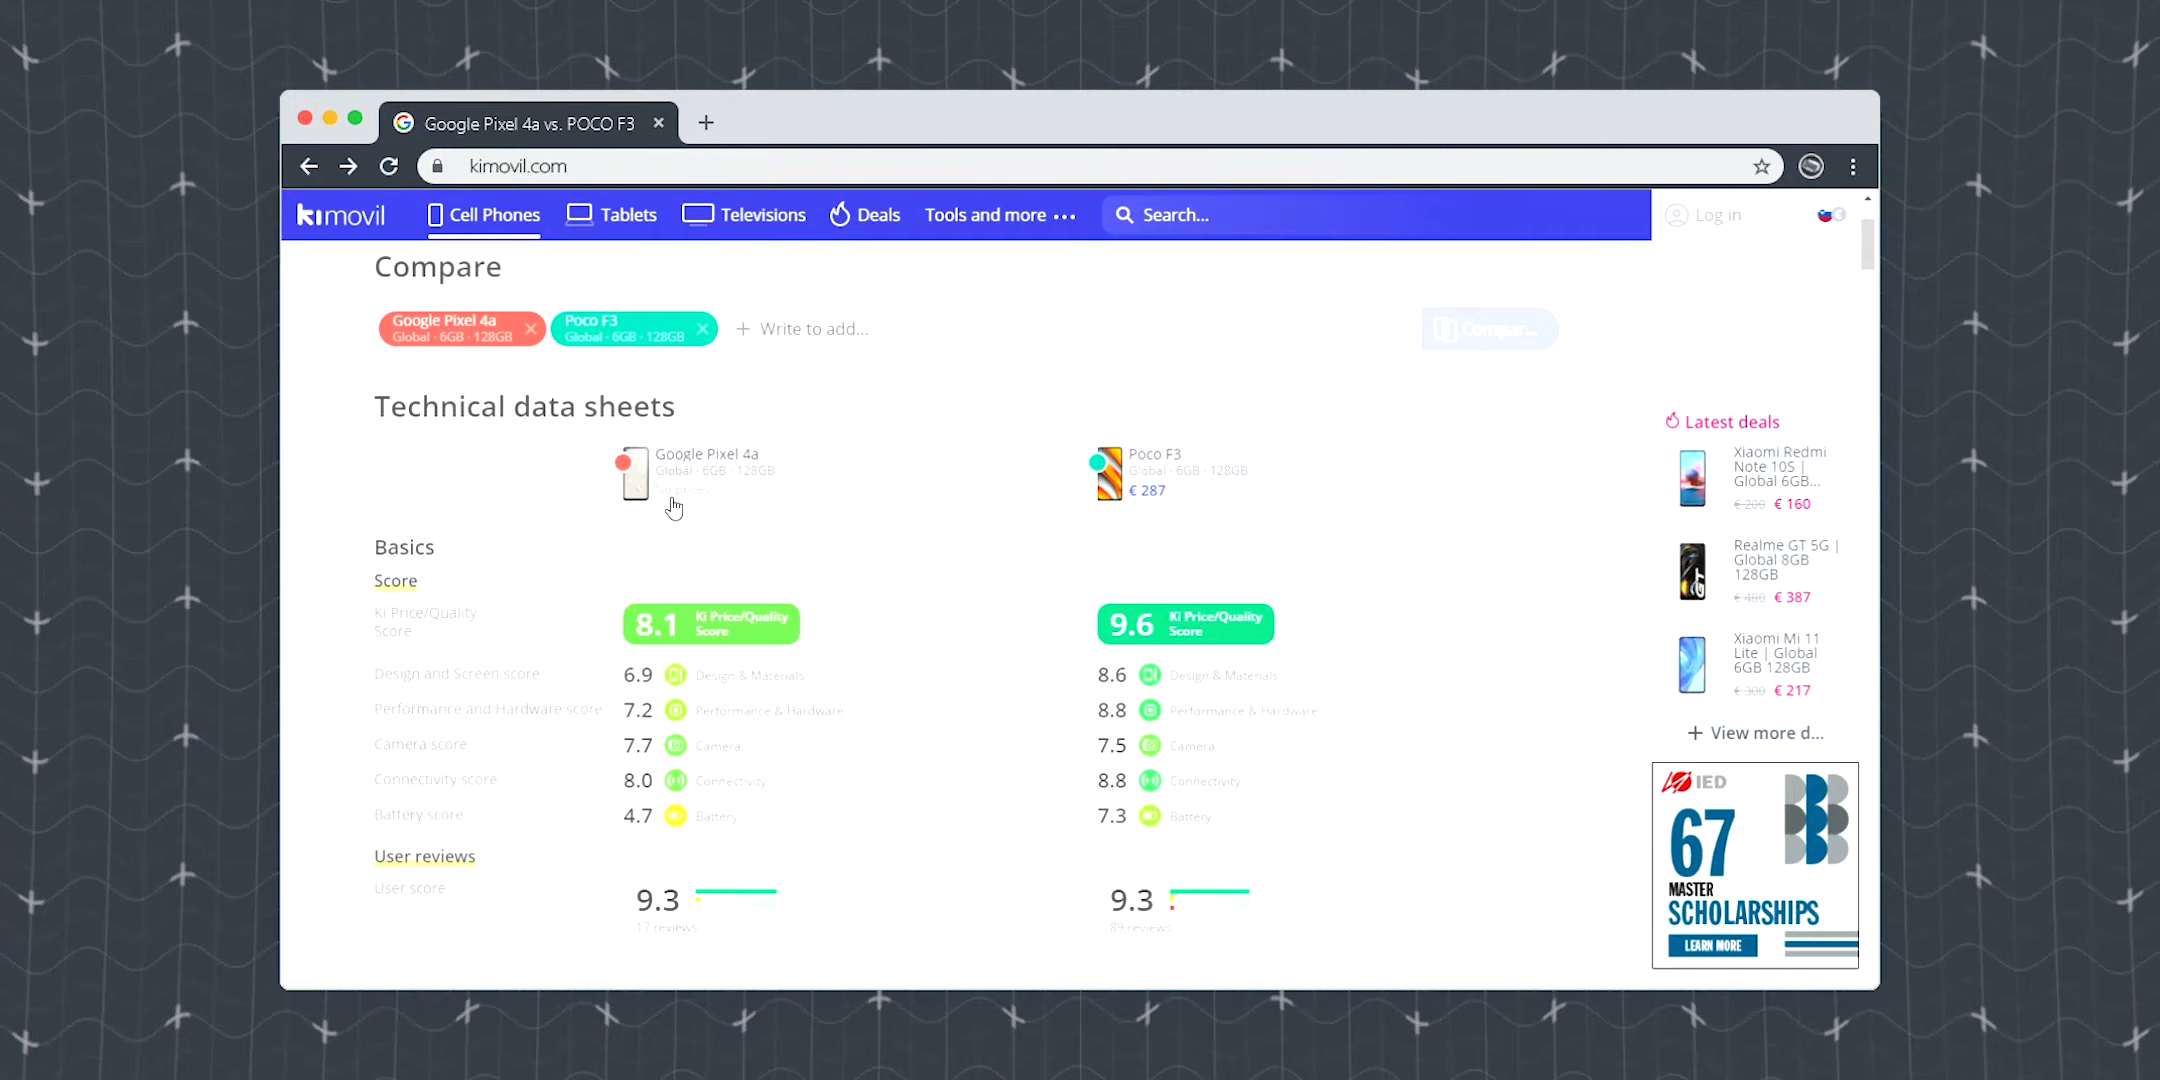 Google Pixel 4a vs. POCO F3
kimovil.com
kimovil
Cell Phones
Tablets
Televisions
Deals
Tools and more
Search...
Log in
Compare
Google Pixel 4a
Global · 6GB · 128GB
Poco F3
Global · 6GB · 128GB
Write to add...
Compar...
Technical data sheets
Google Pixel 4a
Global · 6GB · 128GB
No prices
Poco F3
Global · 6GB · 128GB
€ 287
Basics
Score
Ki Price/Quality
Score
8.1 Ki Price/Quality
Score
9.6 Ki Price/Quality
Score
Design and Screen score 6.9 Design & Materials 8.6 Design & Materials
Performance and Hardware score 7.2 Performance & Hardware 8.8 Performance & Hardware
Camera score 7.7 Camera 7.5 Camera
Connectivity score 8.0 Connectivity 8.8 Connectivity
Battery score 4.7 Battery 7.3 Battery
User reviews
User score
9.3
17 reviews
9.3
89 reviews
Latest deals
Xiaomi Redmi
Note 10S |
Global 6GB...
€ 200 € 160
Realme GT 5G |
Global 8GB
128GB
€ 480 € 387
Xiaomi Mi 11
Lite | Global
6GB 128GB
€ 300 € 217
View more d...
IED
67
MASTER
SCHOLARSHIPS
LEARN MORE